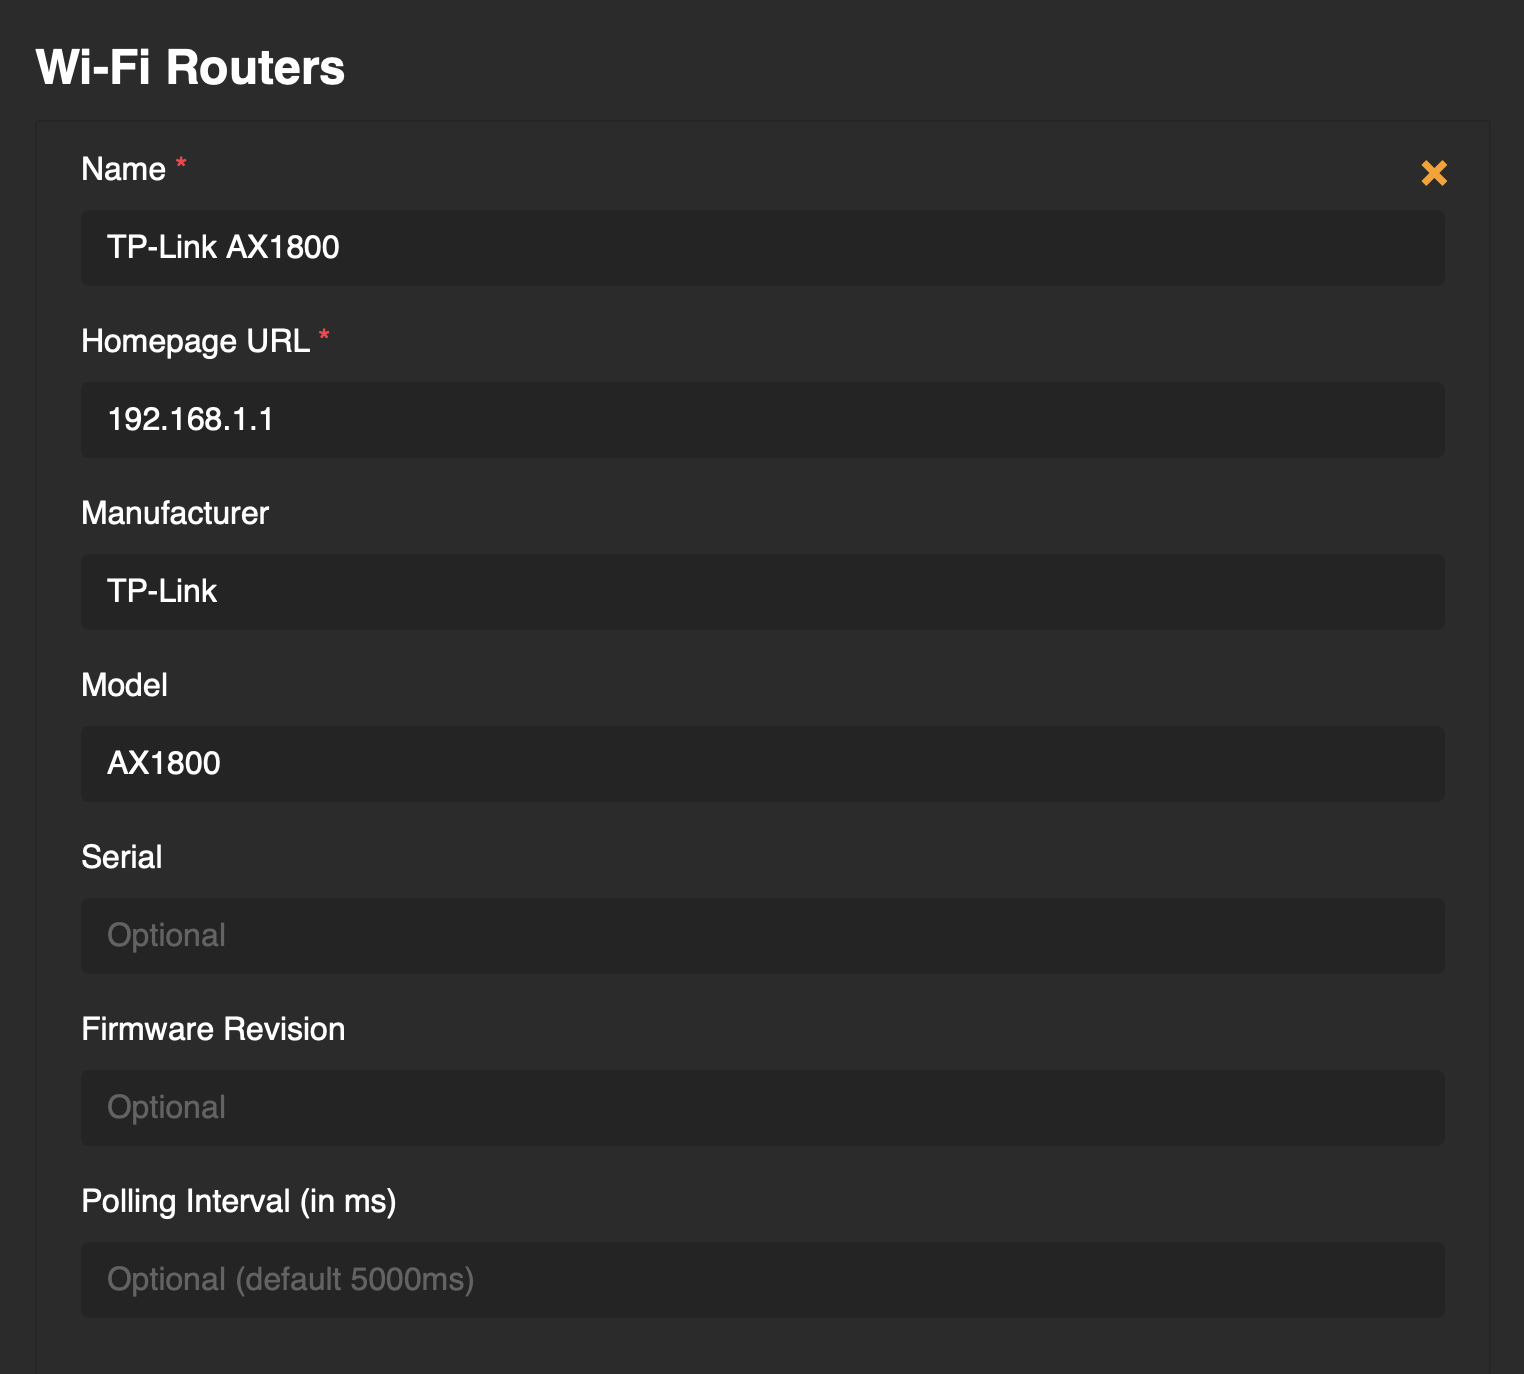 Wi-Fi Routers
Name *
TP-Link AX1800
Homepage URL *
192.168.1.1
Manufacturer
TP-Link
Model
AX1800
Serial
Optional
Firmware Revision
Optional
Polling Interval (in ms)
Optional (default 5000ms)